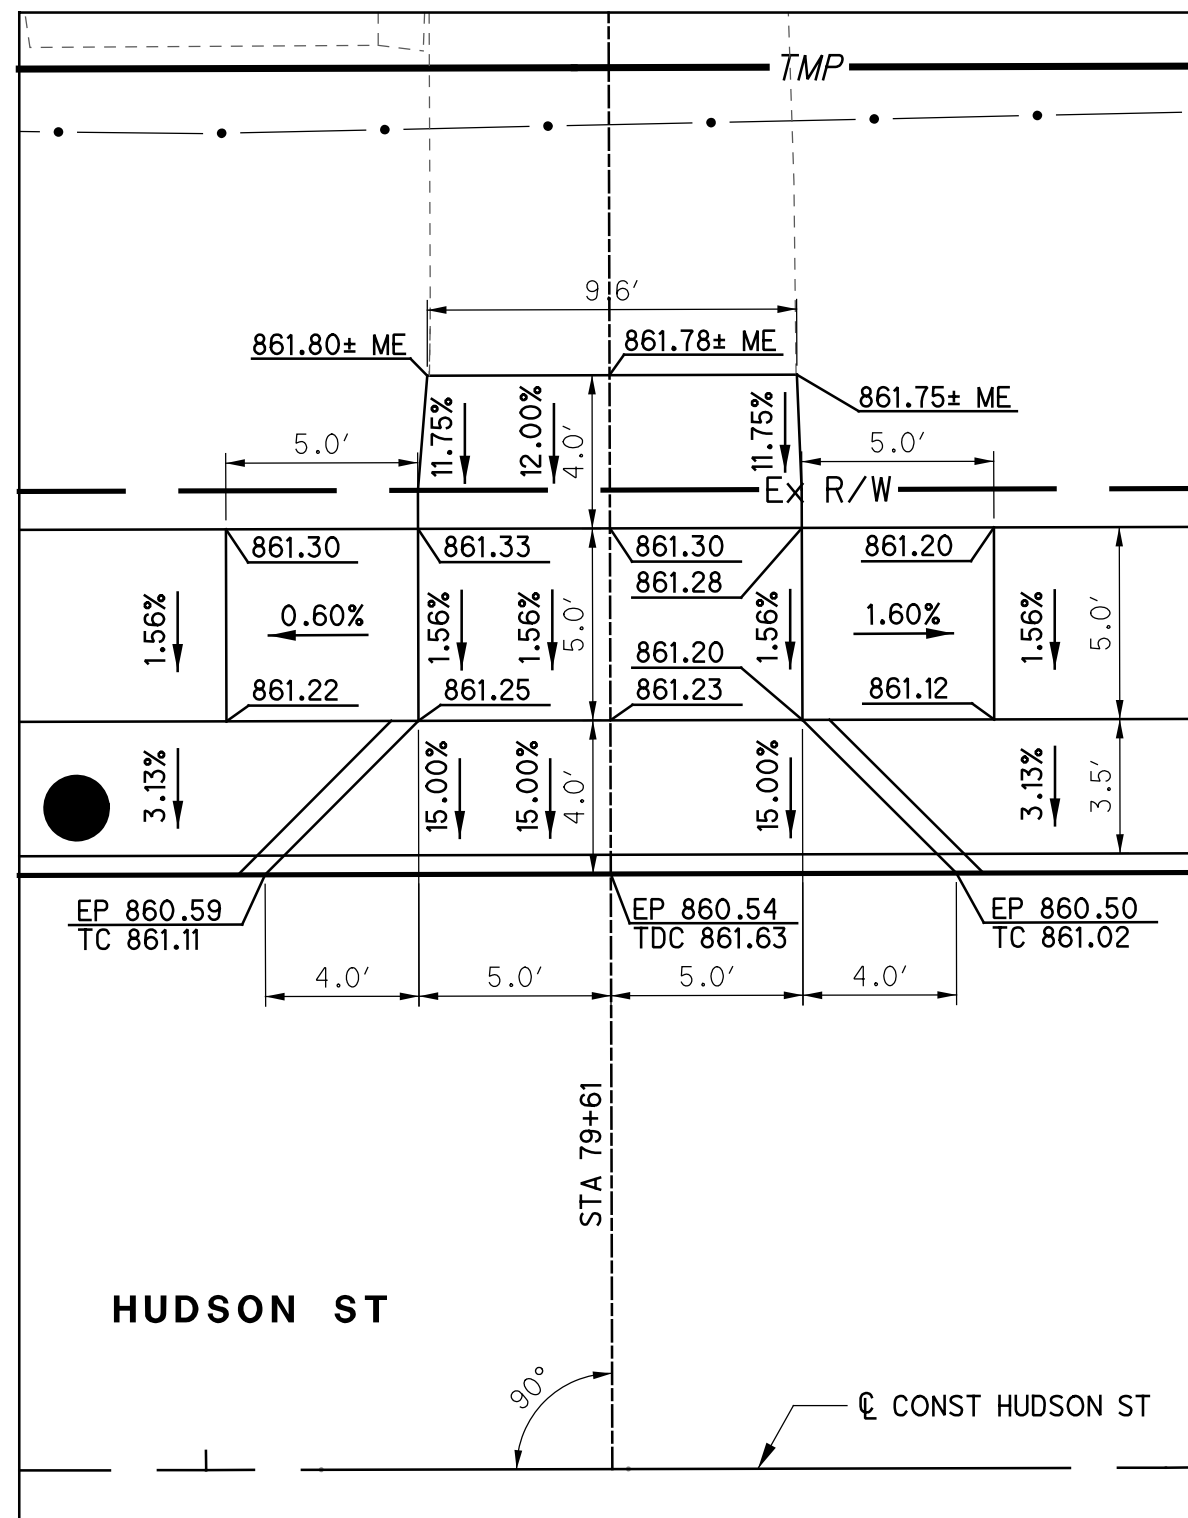 TMP
9.6′
861.80± ME
861.78± ME
861.75± ME
11.75%
12.00%
4.0′
11.75%
5.0′
5.0′
Ex R/W
861.30
861.33
861.30
861.28
861.20
1.56%
0.60%
1.56%
1.56%
5.0′
1.56%
1.60%
1.56%
5.0′
861.20
861.22
861.25
861.23
861.12
3.13%
15.00%
15.00%
4.0′
15.00%
3.13%
3.5′
EP 860.59
TC 861.11
EP 860.54
TDC 861.63
EP 860.50
TC 861.02
4.0′
5.0′
5.0′
4.0′
STA 79+61
HUDSON ST
90°
℄ CONST HUDSON ST